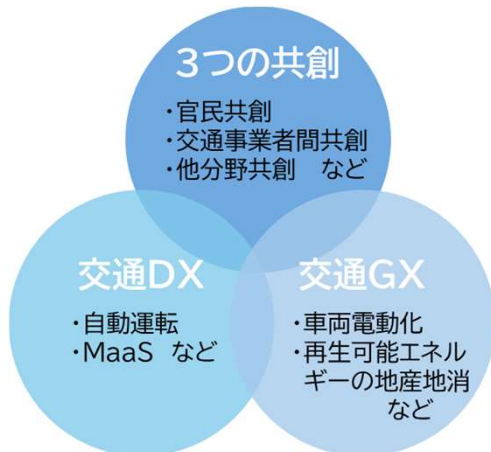 3つの共創
・官民共創
・交通事業者間共創
・他分野共創　など
交通DX
・自動運転
・MaaS　など
交通GX
・車両電動化
・再生可能エネル
ギーの地産地消
など